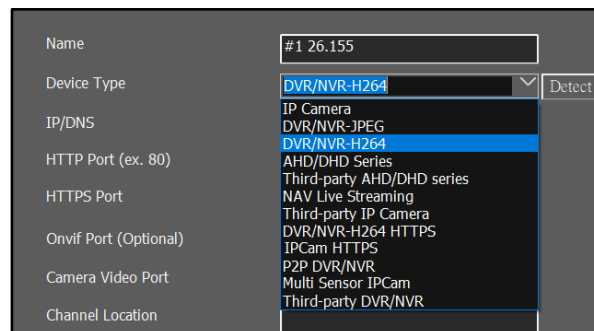 Name
#1 26.155
Device Type
DVR/NVR-H264
Detect
IP Camera
DVR/NVR-JPEG
DVR/NVR-H264
AHD/DHD Series
Third-party AHD/DHD series
NAV Live Streaming
Third-party IP Camera
DVR/NVR-H264 HTTPS
IPCam HTTPS
P2P DVR/NVR
Multi Sensor IPCam
Third-party DVR/NVR
IP/DNS
HTTP Port (ex. 80)
HTTPS Port
Onvif Port (Optional)
Camera Video Port
Channel Location